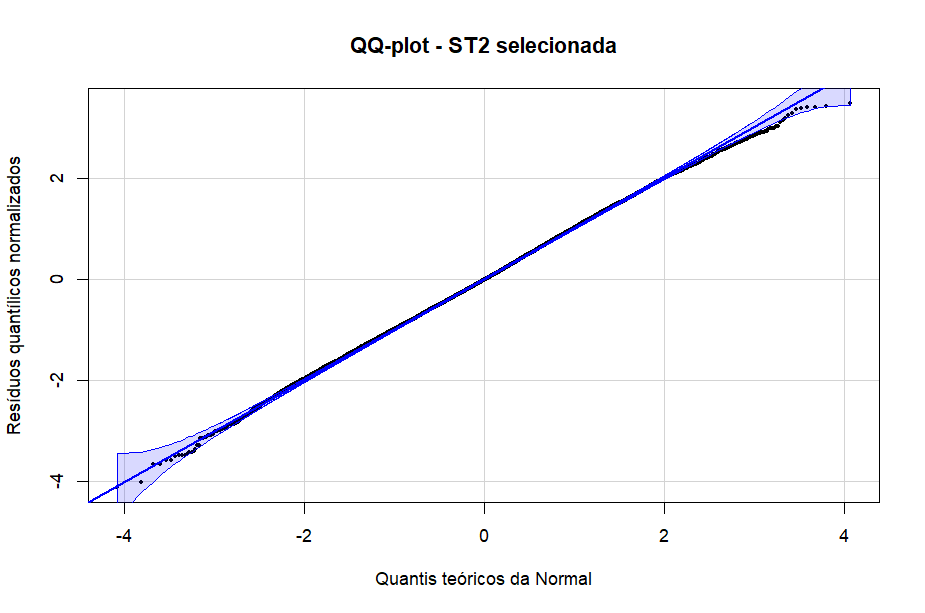 QQ-plot - ST2 selecionada
Resíduos quantílicos normalizados
2
0
-2
-4
-4 -2 0 2 4
Quantis teóricos da Normal